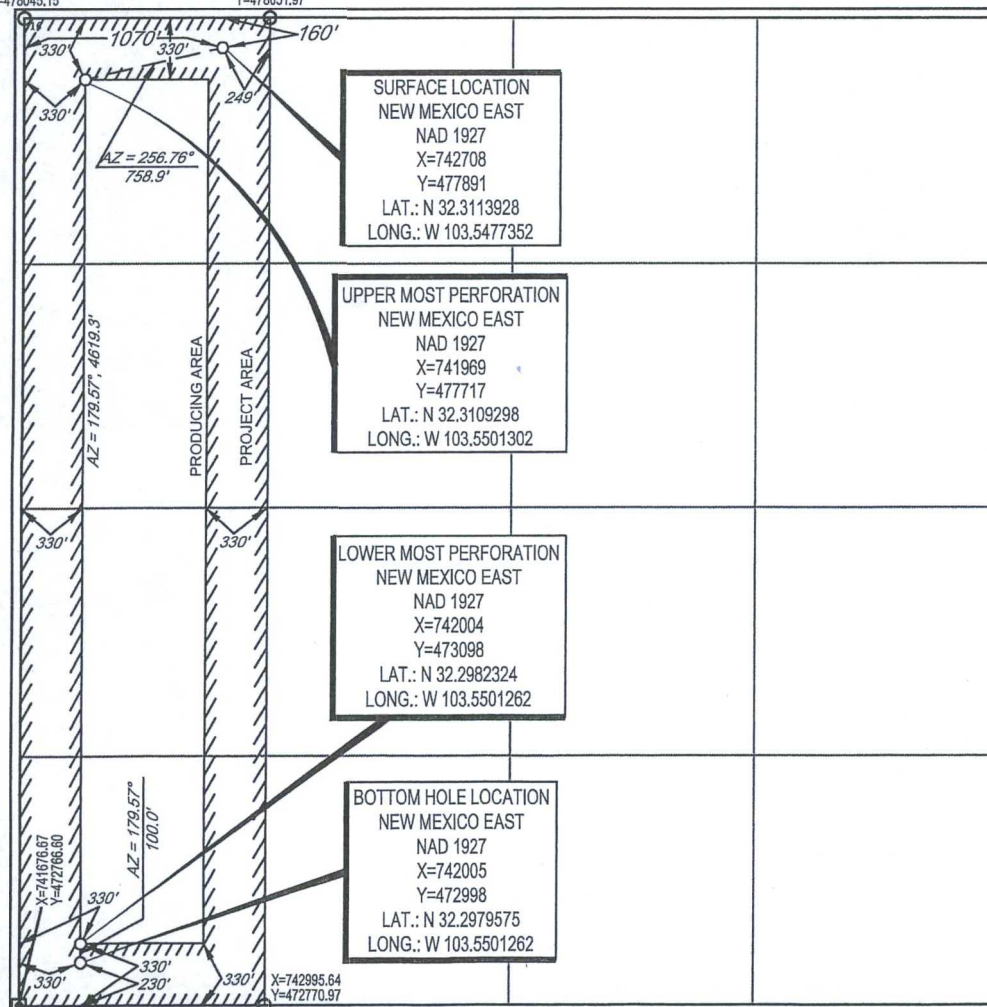 Y=478051.97
16
330'
1070'
330'
160'
330'
249'
AZ = 256.76°
758.9'
SURFACE LOCATION
NEW MEXICO EAST
NAD 1927
X=742708
Y=477891
LAT.: N 32.3113928
LONG.: W 103.5477352
UPPER MOST PERFORATION
NEW MEXICO EAST
NAD 1927
X=741969
Y=477717
LAT.: N 32.3109298
LONG.: W 103.5501302
AZ = 179.57°, 4619.3'
PRODUCING AREA
PROJECT AREA
330'
330'
LOWER MOST PERFORATION
NEW MEXICO EAST
NAD 1927
X=742004
Y=473098
LAT.: N 32.2982324
LONG.: W 103.5501262
BOTTOM HOLE LOCATION
NEW MEXICO EAST
NAD 1927
X=742005
Y=472998
LAT.: N 32.2979575
LONG.: W 103.5501262
X=741676.67
Y=472766.60
AZ = 179.57°
100.0'
330'
330'
330'
230'
330'
X=742995.64
Y=472770.97